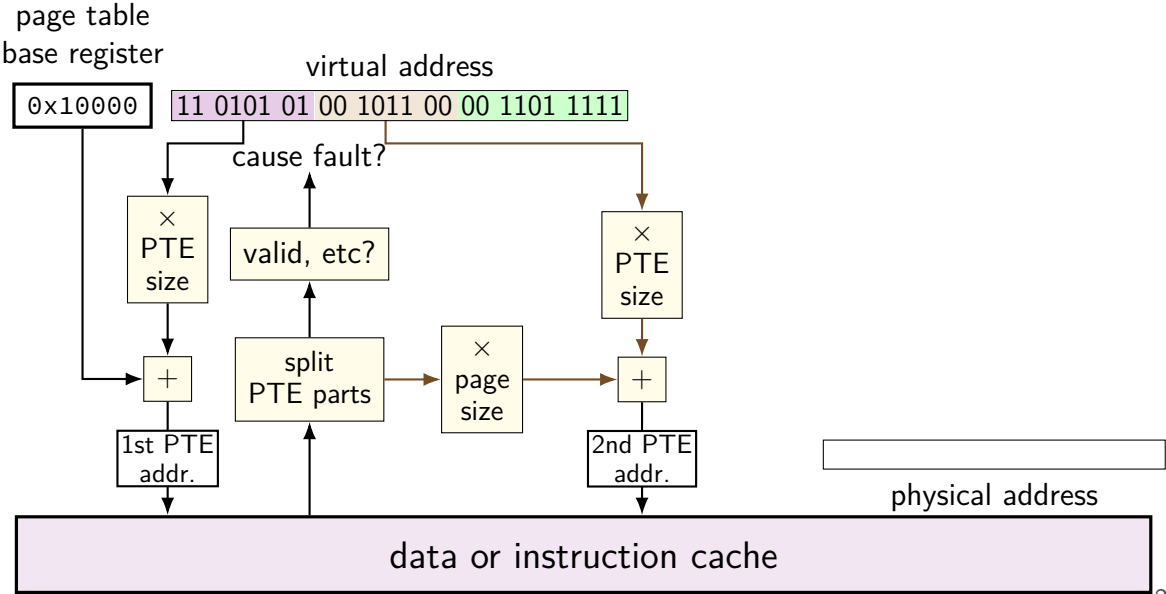 page table
base register
virtual address
0x10000
11 0101 01 00 1011 00 00 1101 1111
cause fault?
×
PTE
size
valid, etc?
×
PTE
size
split
PTE parts
×
page
size
+
+
1st PTE
addr.
2nd PTE
addr.
physical address
data or instruction cache